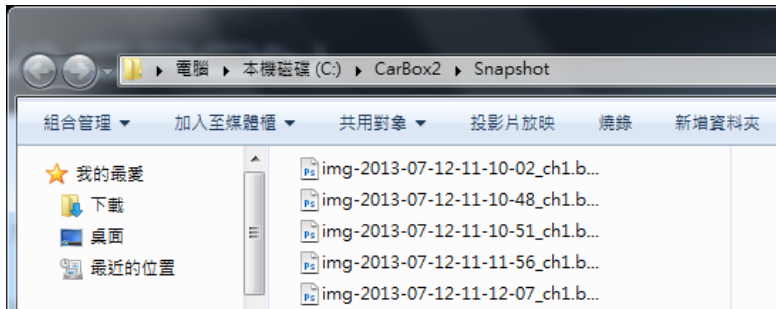 電腦 ▸ 本機磁碟 (C:) ▸ CarBox2 ▸ Snapshot
組合管理 ▼ 加入至媒體櫃 ▼ 共用對象 ▼ 投影片放映 燒錄 新增資料夾
我的最愛
下載
桌面
最近的位置
img-2013-07-12-11-10-02_ch1.b...
img-2013-07-12-11-10-48_ch1.b...
img-2013-07-12-11-10-51_ch1.b...
img-2013-07-12-11-11-56_ch1.b...
img-2013-07-12-11-12-07_ch1.b...